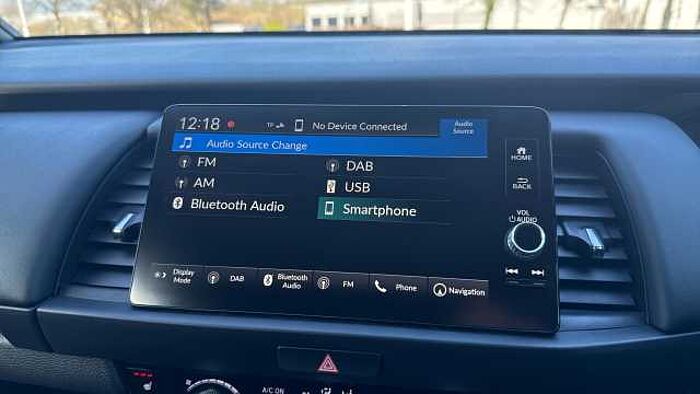 12:18 TP No Device Connected
Audio Source
Audio Source Change
FM
DAB
AM
USB
Bluetooth Audio
Smartphone
HOME
BACK
VOL
AUDIO
Display Mode
DAB
Bluetooth Audio
FM
Phone
Navigation
A/C ON